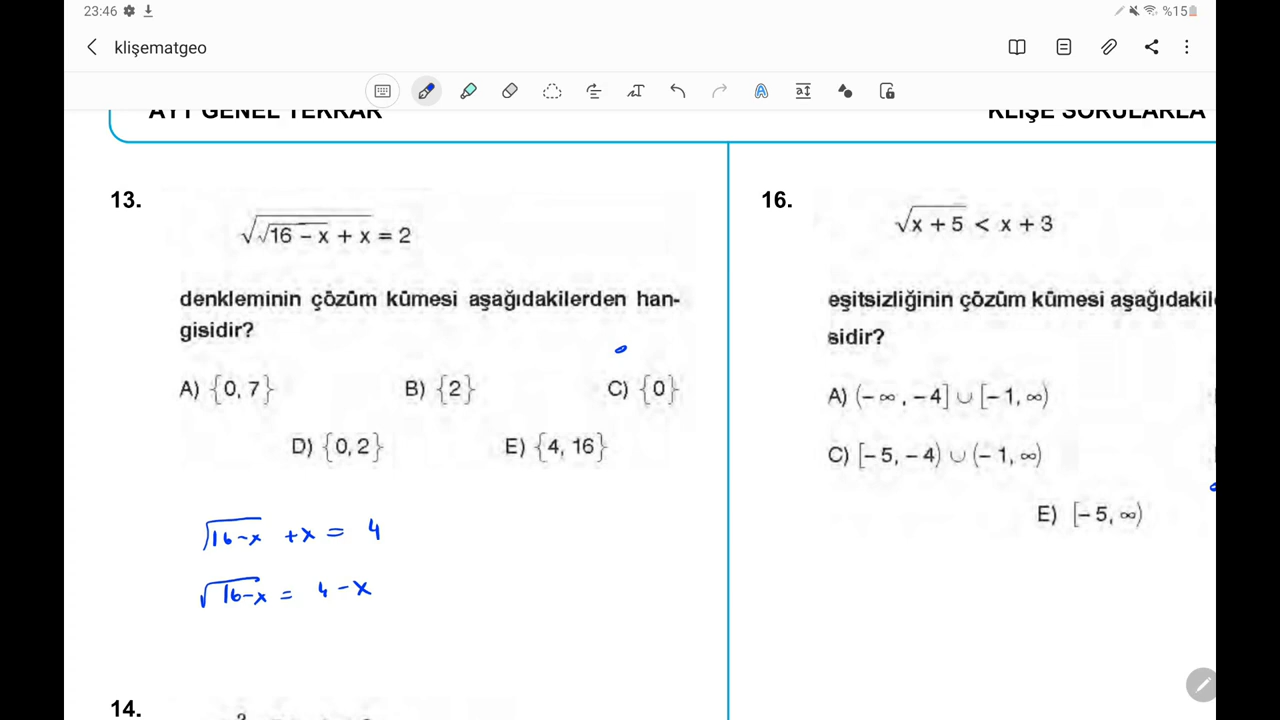 23:46
%15
klişematgeo
AYT GENEL TEKRAR
KLİŞE SORULARLA
13.
√(√(16 – x) + x) = 2
denkleminin çözüm kümesi aşağıdakilerden han-
gisidir?
A) {0, 7}
B) {2}
C) {0}
D) {0, 2}
E) {4, 16}
√(16-x) + x = 4
√(16-x) = 4 - x
14.
16.
√(x + 5) < x + 3
eşitsizliğinin çözüm kümesi aşağıdakil
sidir?
A) (– ∞ , – 4] ∪ [– 1, ∞)
C) [– 5, – 4) ∪ (– 1, ∞)
E) [– 5, ∞)